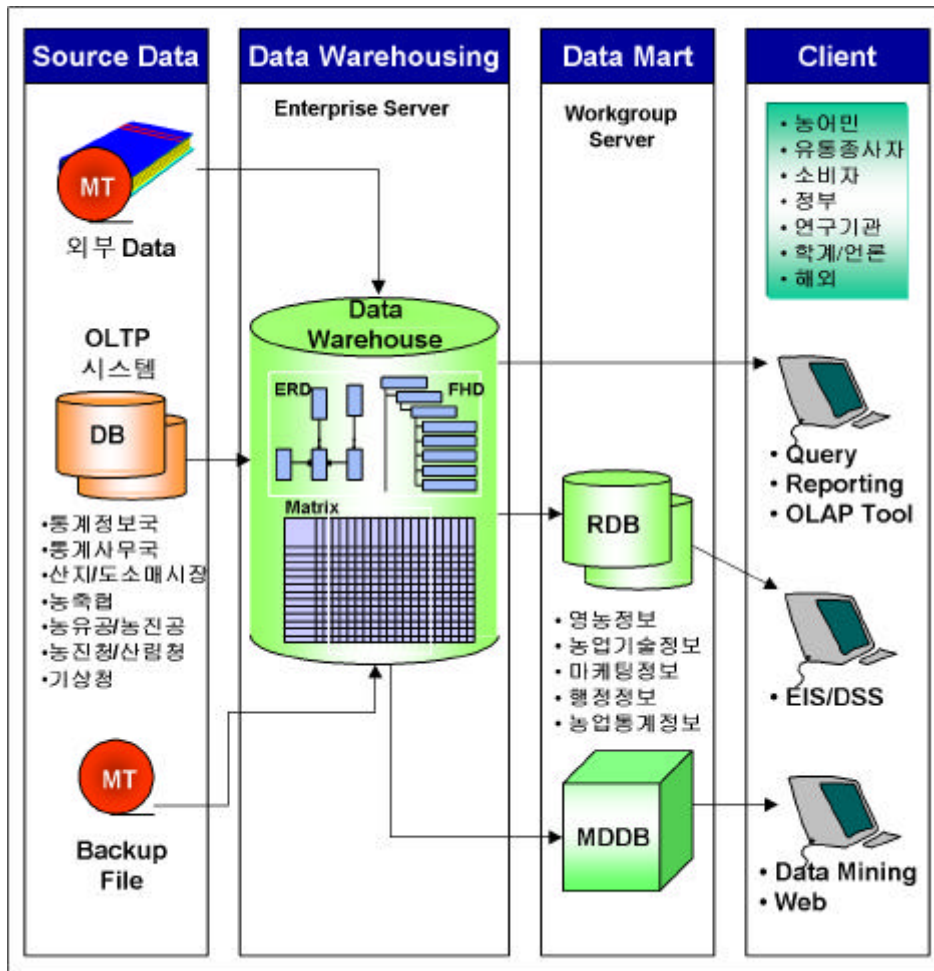 Source Data
외부 Data
MT
OLTP
시스템
DB
•통계정보국
•통계사무국
•산지/도소매시장
•농축협
•농유공/농진공
•농진청/산림청
•기상청
MT
Backup
File
Data Warehousing
Enterprise Server
Data
Warehouse
ERD
FHD
Matrix
Data Mart
Workgroup
Server
RDB
• 영농정보
• 농업기술정보
• 마케팅정보
• 행정정보
• 농업통계정보
MDDB
Client
• 농어민
• 유통종사자
• 소비자
• 정부
• 연구기관
• 학계/언론
• 해외
• Query
• Reporting
• OLAP Tool
• EIS/DSS
• Data Mining
• Web